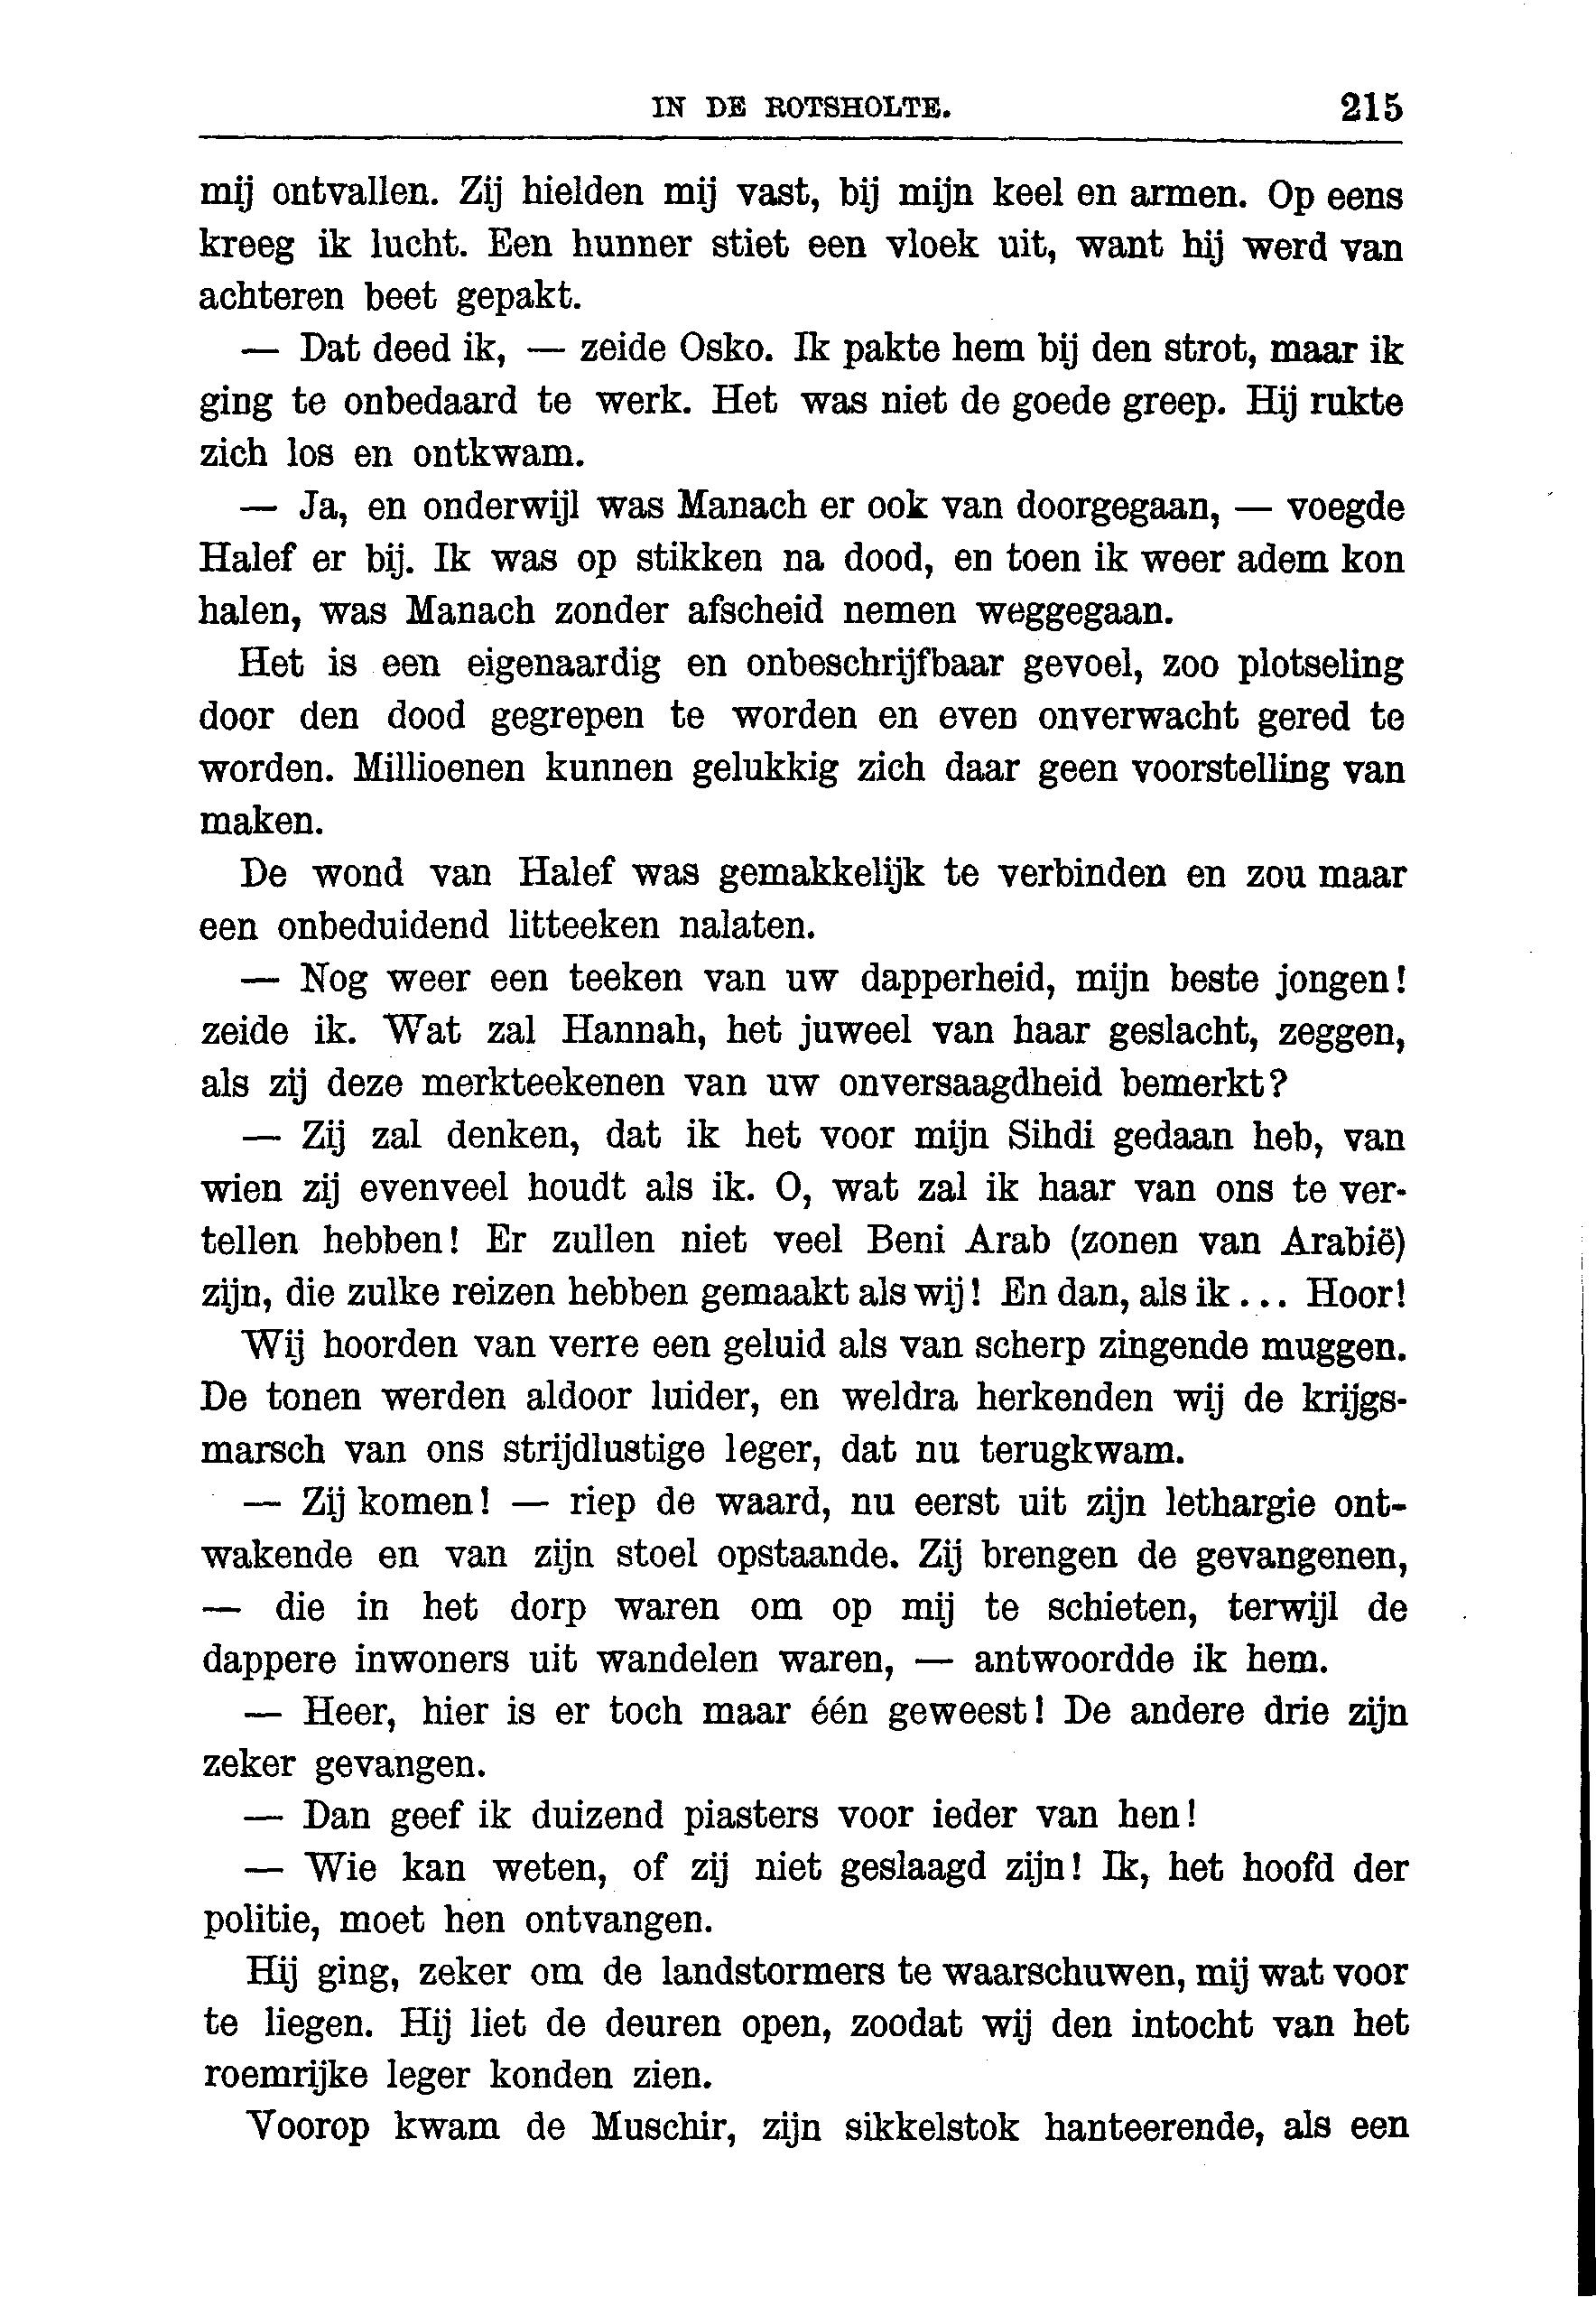 IN DE ROTSHOLTE. 215
mij ontvallen. Zij hielden mij vast, bij mijn keel en armen. Op eens
kreeg ik lucht. Een hunner stiet een vloek uit, want hij werd van
achteren beet gepakt.
— Dat deed ik, — zeide Osko. Ik pakte hem bij den strot, maar ik
ging te onbedaard te werk. Het was niet de goede greep. Hij rukte
zich los en ontkwam.
— Ja, en onderwijl was Manach er ook van doorgegaan, — voegde
Halef er bij. Ik was op stikken na dood, en toen ik weer adem kon
halen, was Manach zonder afscheid nemen weggegaan.
Het is een eigenaardig en onbeschrijfbaar gevoel, zoo plotseling
door den dood gegrepen te worden en even onverwacht gered te
worden. Millioenen kunnen gelukkig zich daar geen voorstelling van
maken.
De wond van Halef was gemakkelijk te verbinden en zou maar
een onbeduidend litteeken nalaten.
— Nog weer een teeken van uw dapperheid, mijn beste jongen!
zeide ik. Wat zal Hannah, het juweel van haar geslacht, zeggen,
als zij deze merkteekenen van uw onversaagdheid bemerkt?
— Zij zal denken, dat ik het voor mijn Sihdi gedaan heb, van
wien zij evenveel houdt als ik. O, wat zal ik haar van ons te ver-
tellen hebben! Er zullen niet veel Beni Arab (zonen van Arabië)
zijn, die zulke reizen hebben gemaakt als wij! En dan, als ik... Hoor!
Wij hoorden van verre een geluid als van scherp zingende muggen.
De tonen werden aldoor luider, en weldra herkenden wij de krijgs-
marsch van ons strijdlustige leger, dat nu terugkwam.
— Zij komen! — riep de waard, nu eerst uit zijn lethargie ont-
wakende en van zijn stoel opstaande. Zij brengen de gevangenen,
— die in het dorp waren om op mij te schieten, terwijl de
dappere inwoners uit wandelen waren, — antwoordde ik hem.
— Heer, hier is er toch maar één geweest! De andere drie zijn
zeker gevangen.
— Dan geef ik duizend piasters voor ieder van hen!
— Wie kan weten, of zij niet geslaagd zijn! Ik, het hoofd der
politie, moet hen ontvangen.
Hij ging, zeker om de landstormers te waarschuwen, mij wat voor
te liegen. Hij liet de deuren open, zoodat wij den intocht van het
roemrijke leger konden zien.
Voorop kwam de Muschir, zijn sikkelstok hanteerende, als een